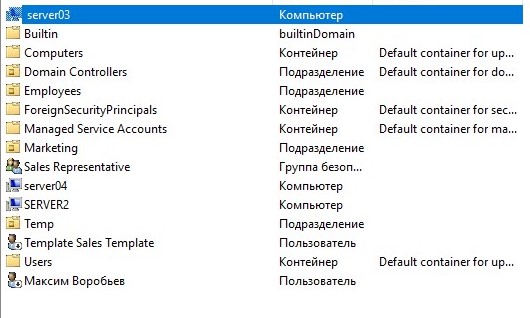 server03 Компьютер
Builtin builtinDomain
Computers Контейнер Default container for up...
Domain Controllers Подразделение Default container for do...
Employees Подразделение
ForeignSecurityPrincipals Контейнер Default container for sec...
Managed Service Accounts Контейнер Default container for ma...
Marketing Подразделение
Sales Representative Группа безоп...
server04 Компьютер
SERVER2 Компьютер
Temp Подразделение
Template Sales Template Пользователь
Users Контейнер Default container for up...
Максим Воробьев Пользователь